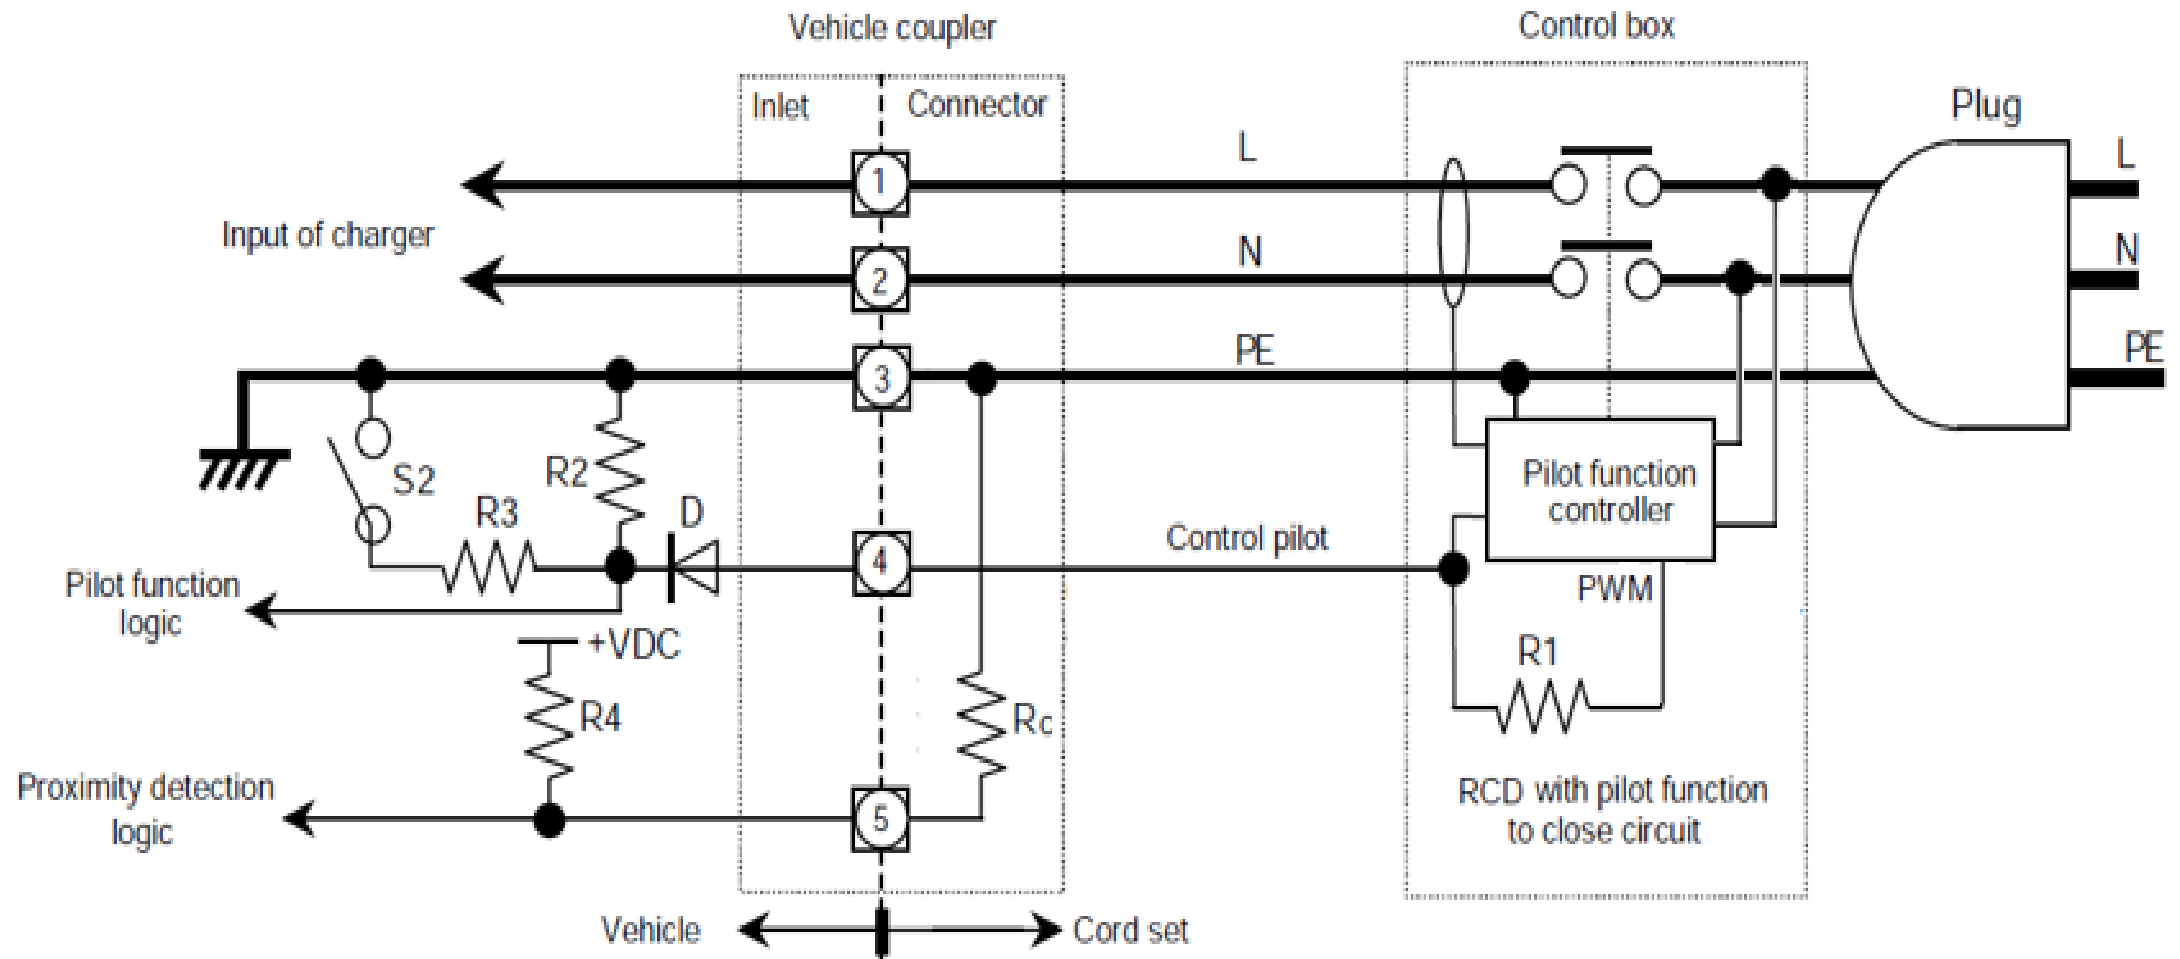 Vehicle coupler
Control box
Inlet
Connector
Plug
L
L
1
Input of charger
N
N
2
PE
PE
3
S2
R2
R3
D
Pilot function
controller
Control pilot
4
Pilot function
logic
PWM
+VDC
R1
R4
Rc
Proximity detection
logic
5
RCD with pilot function
to close circuit
Vehicle
Cord set